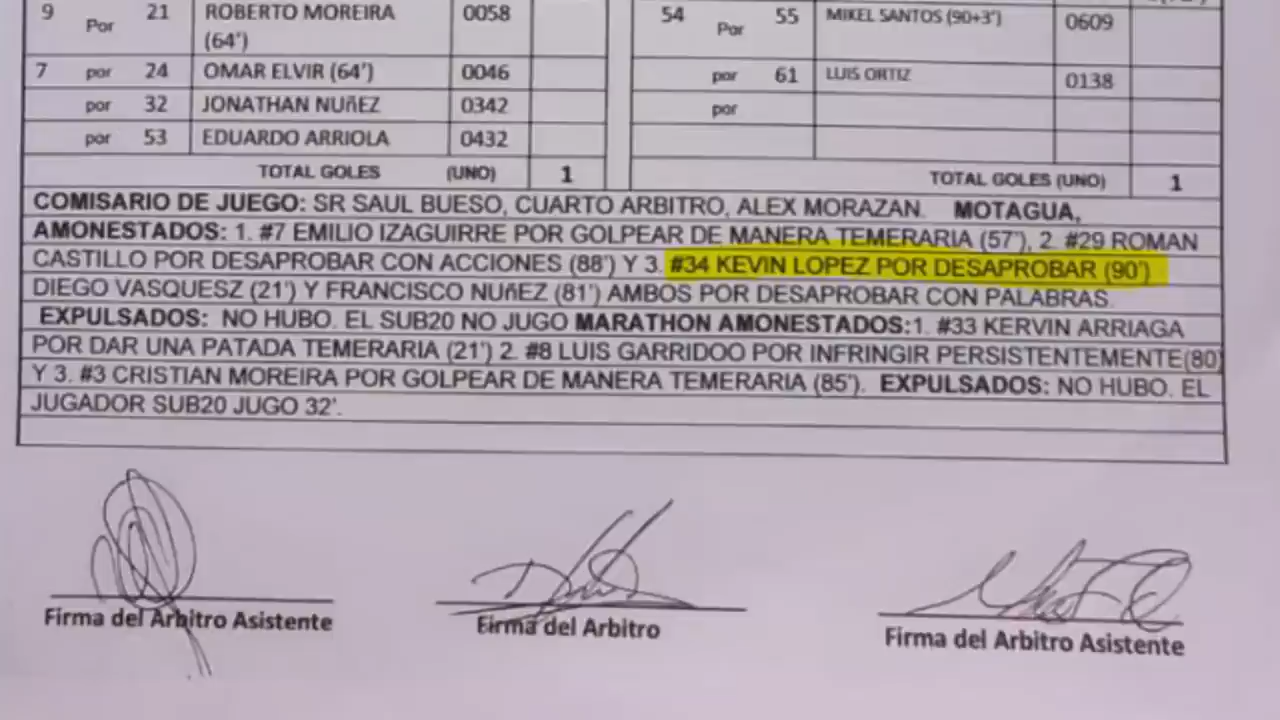 9 Por 21 ROBERTO MOREIRA (64') 0058 54 Por 55 MIKEL SANTOS (90+3') 0609
7 por 24 OMAR ELVIR (64') 0046 por 61 LUIS ORTIZ 0138
por 32 JONATHAN NUñEZ 0342 por
por 53 EDUARDO ARRIOLA 0432
TOTAL GOLES (UNO) 1 TOTAL GOLES (UNO) 1
COMISARIO DE JUEGO: SR SAUL BUESO, CUARTO ARBITRO, ALEX MORAZAN. MOTAGUA,
AMONESTADOS: 1. #7 EMILIO IZAGUIRRE POR GOLPEAR DE MANERA TEMERARIA (57'), 2. #29 ROMAN
CASTILLO POR DESAPROBAR CON ACCIONES (88') Y 3. #34 KEVIN LOPEZ POR DESAPROBAR (90')
DIEGO VASQUESZ (21') Y FRANCISCO NUñEZ (81') AMBOS POR DESAPROBAR CON PALABRAS.
EXPULSADOS: NO HUBO. EL SUB20 NO JUGO MARATHON AMONESTADOS:1. #33 KERVIN ARRIAGA
POR DAR UNA PATADA TEMERARIA (21') 2. #8 LUIS GARRIDOO POR INFRINGIR PERSISTENTEMENTE(80)
Y 3. #3 CRISTIAN MOREIRA POR GOLPEAR DE MANERA TEMERARIA (85'). EXPULSADOS: NO HUBO. EL
JUGADOR SUB20 JUGO 32'.
Firma del Arbitro Asistente Firma del Arbitro Firma del Arbitro Asistente